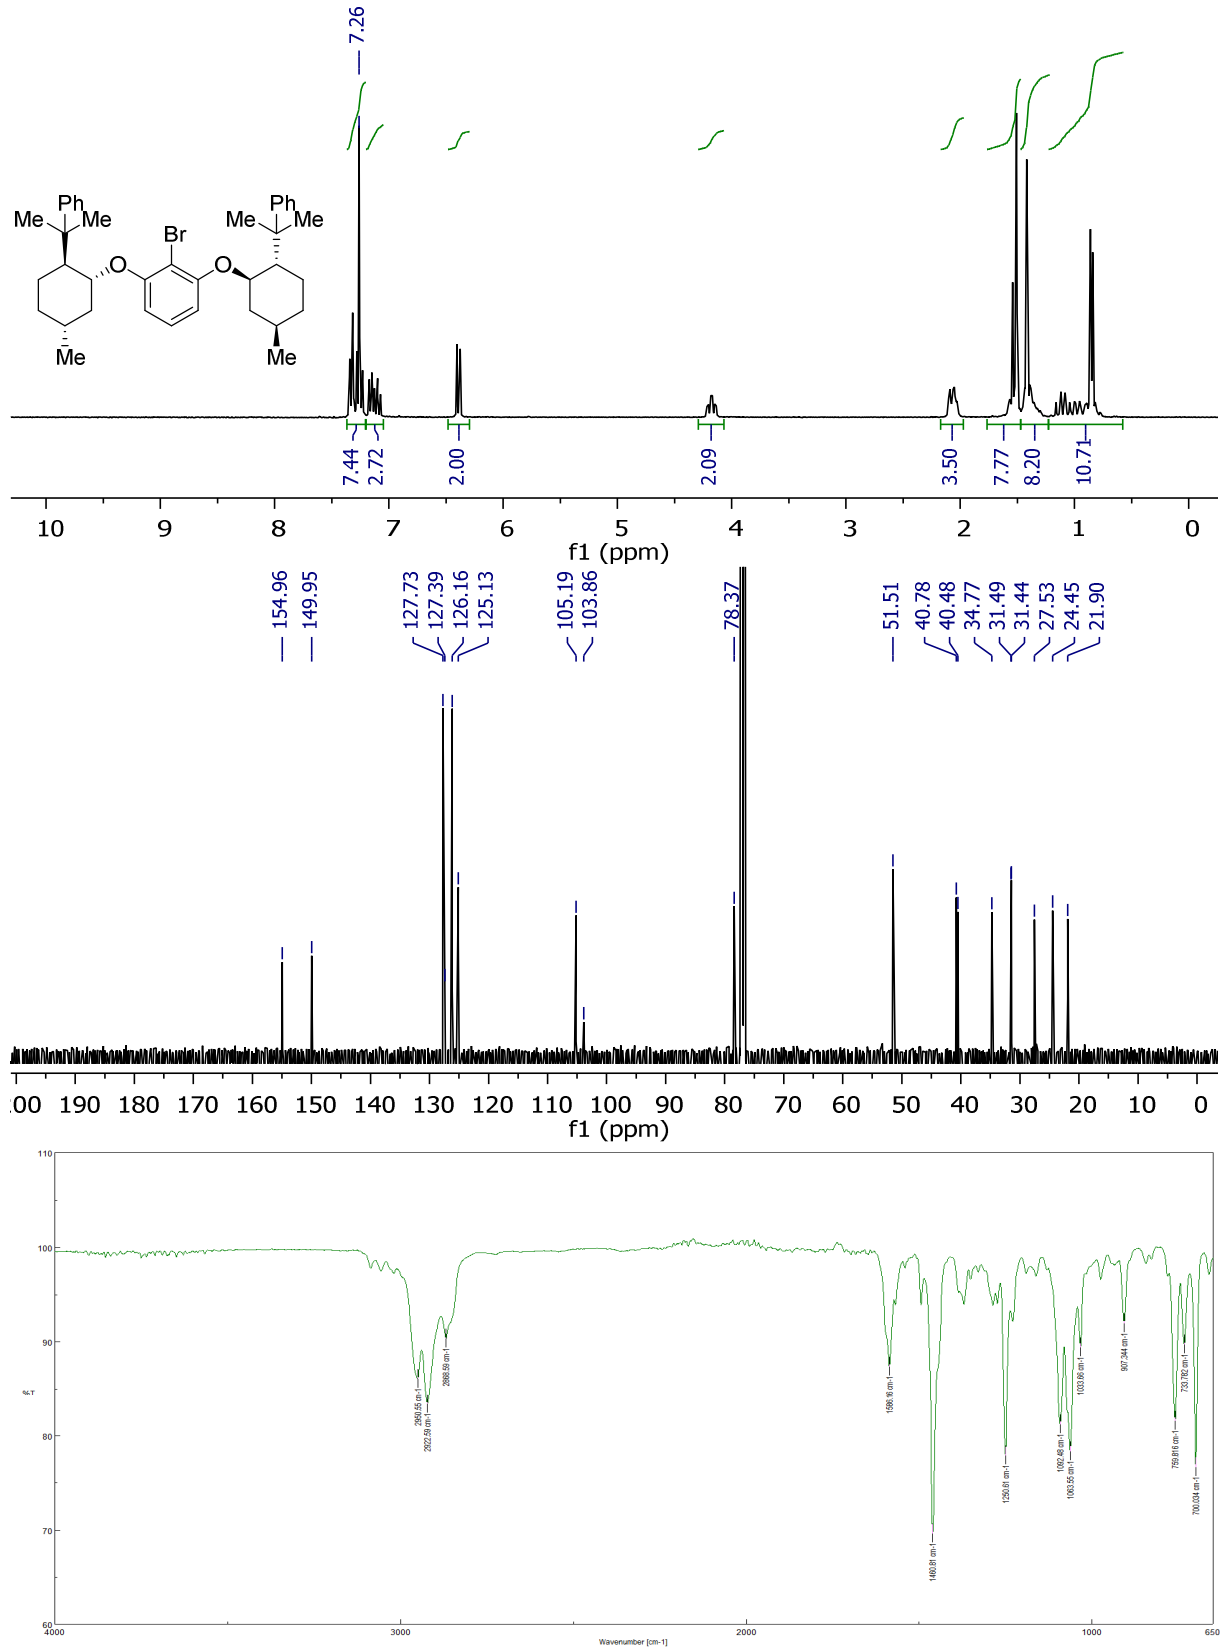 7.26
Ph
Ph
Me
Me
Me
Me
Br
O
O
Me
Me
7.44
2.72
2.00
2.09
3.50
7.77
8.20
10.71
10 9 8 7 6 5 4 3 2 1 0
f1 (ppm)
154.96
149.95
127.73
127.39
126.16
125.13
105.19
103.86
78.37
51.51
40.78
40.48
34.77
31.49
31.44
27.53
24.45
21.90
:00 190 180 170 160 150 140 130 120 110 100 90 80 70 60 50 40 30 20 10 0
f1 (ppm)
110
100
90
%T
80
70
60
2950.55 cm-1
2922.59 cm-1
2868.59 cm-1
1586.16 cm-1
1460.81 cm-1
1250.61 cm-1
1092.48 cm-1
1063.55 cm-1
1033.66 cm-1
907.344 cm-1
759.816 cm-1
733.782 cm-1
700.034 cm-1
4000 3000 2000 1000 650
Wavenumber [cm-1]